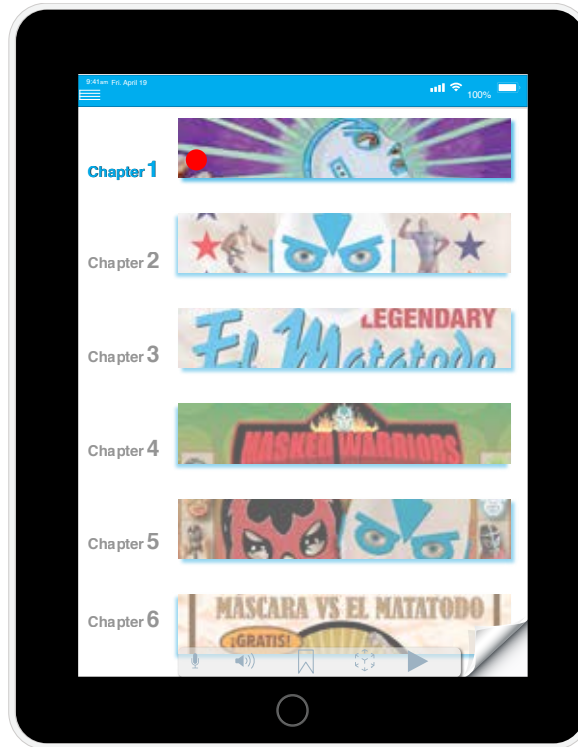 9:41am Fri. April 19
100%
Chapter 1
Chapter 2
Chapter 3
LEGENDARY
El Matatodo
Chapter 4
MASKED WARRIORS
Chapter 5
Chapter 6
MÁSCARA VS EL MATATODO
¡GRATIS!